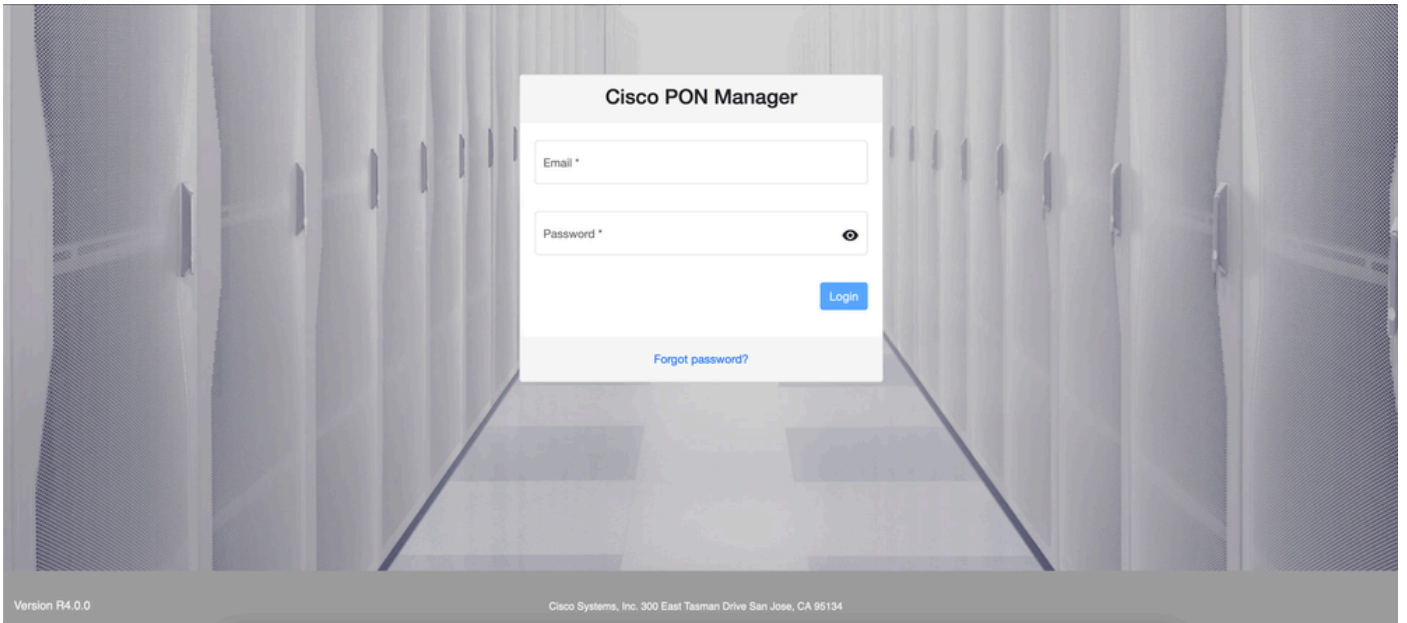 Cisco PON Manager
Email *
Password *
Login
Forgot password?
Version R4.0.0
Cisco Systems, Inc. 300 East Tasman Drive San Jose, CA 95134